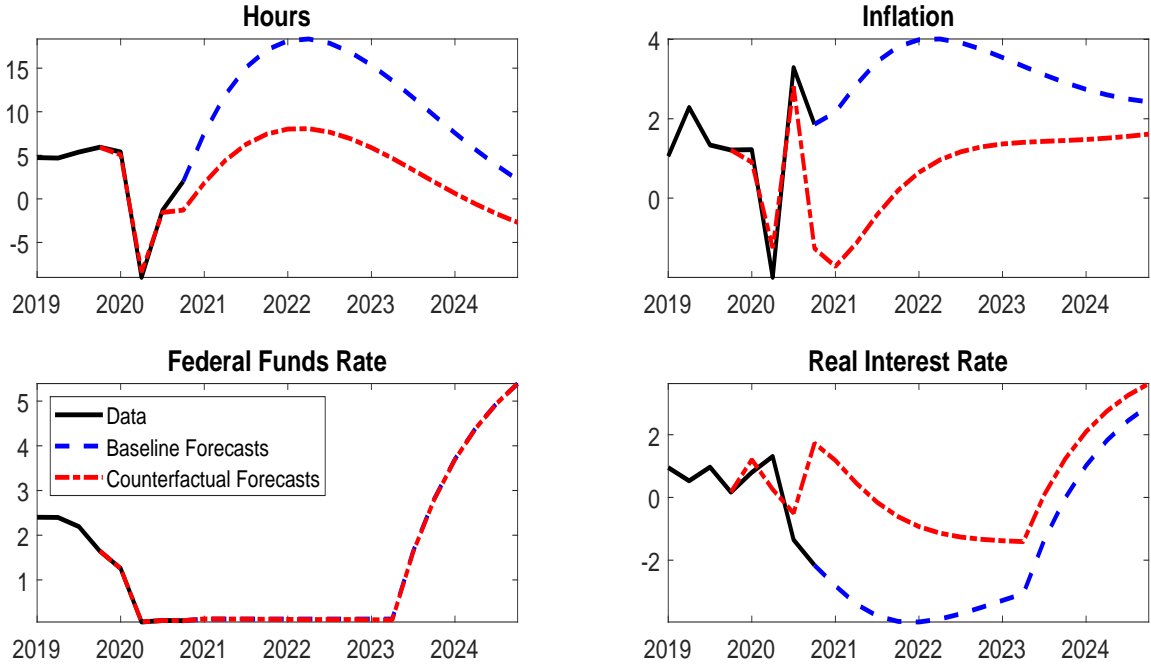 Hours
15
10
5
0
-5
2019 2020 2021 2022 2023 2024
Inflation
4
2
0
2019 2020 2021 2022 2023 2024
Federal Funds Rate
5
4
3
2
1
Data
Baseline Forecasts
Counterfactual Forecasts
2019 2020 2021 2022 2023 2024
Real Interest Rate
2
0
-2
2019 2020 2021 2022 2023 2024